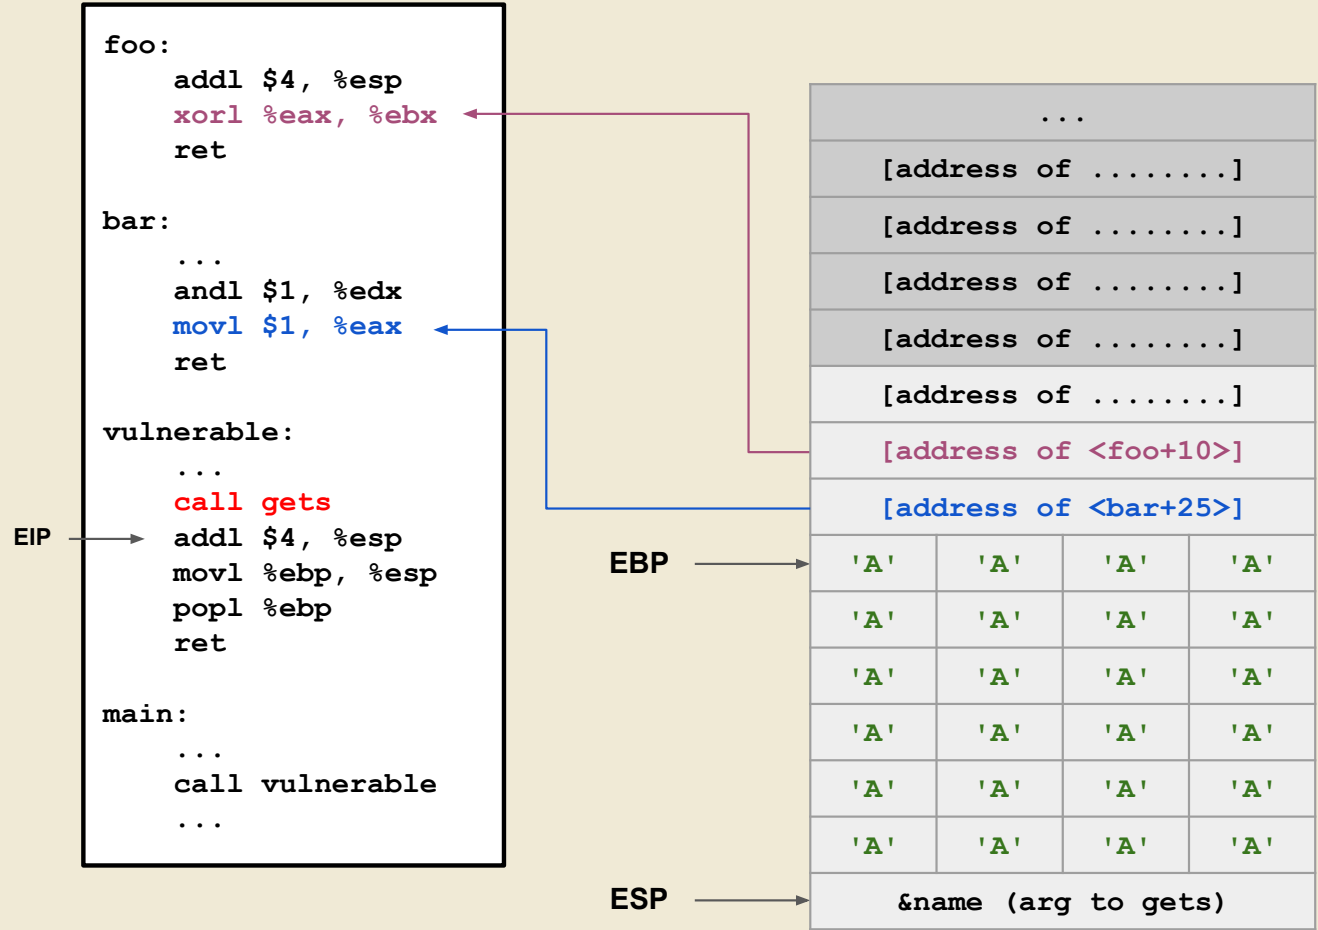 foo:
addl $4, %esp
xorl %eax, %ebx
ret
bar:
...
andl $1, %edx
movl $1, %eax
ret
vulnerable:
...
call gets
addl $4, %esp
movl %ebp, %esp
popl %ebp
ret
main:
...
call vulnerable
...
EIP
...
[address of ........]
[address of ........]
[address of ........]
[address of ........]
[address of ........]
[address of <foo+10>]
[address of <bar+25>]
EBP
'A' 'A' 'A' 'A'
'A' 'A' 'A' 'A'
'A' 'A' 'A' 'A'
'A' 'A' 'A' 'A'
'A' 'A' 'A' 'A'
'A' 'A' 'A' 'A'
ESP
&name (arg to gets)